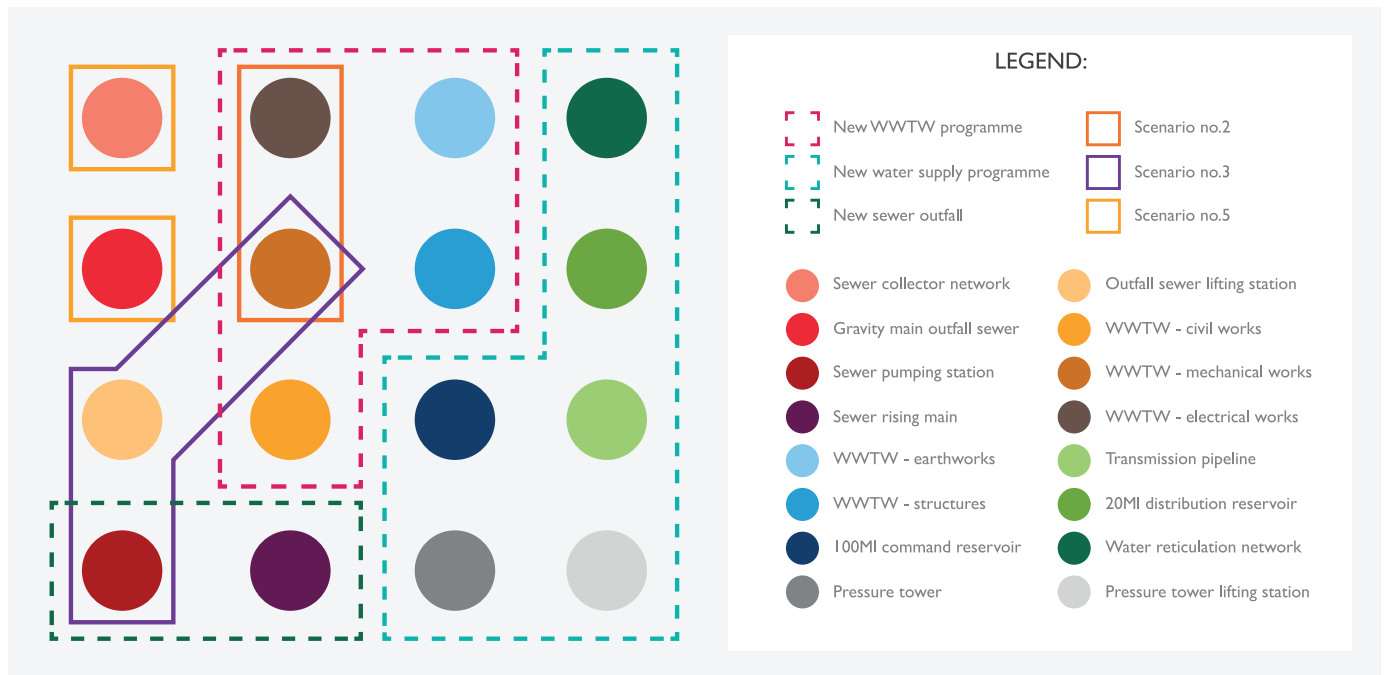 LEGEND:
New WWTW programme
New water supply programme
New sewer outfall
Scenario no.2
Scenario no.3
Scenario no.5
Sewer collector network
Gravity main outfall sewer
Sewer pumping station
Sewer rising main
WWTW - earthworks
WWTW - structures
100Ml command reservoir
Pressure tower
Outfall sewer lifting station
WWTW - civil works
WWTW - mechanical works
WWTW - electrical works
Transmission pipeline
20Ml distribution reservoir
Water reticulation network
Pressure tower lifting station